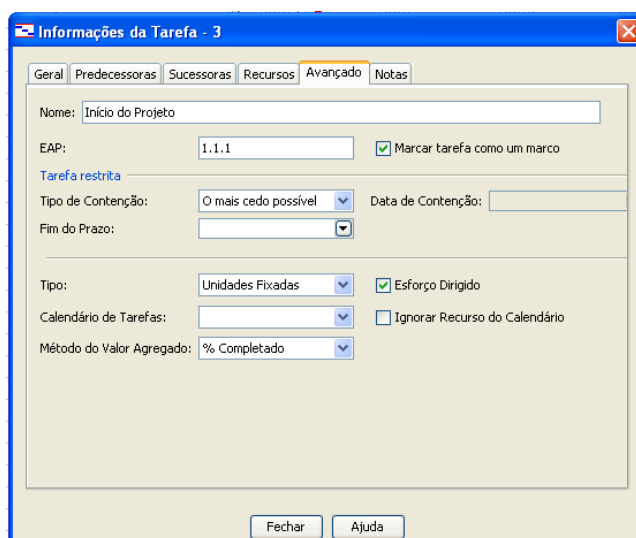 Informações da Tarefa - 3
Geral Predecessoras Sucessoras Recursos Avançado Notas
Nome: Início do Projeto
EAP: 1.1.1 Marcar tarefa como um marco
Tarefa restrita
Tipo de Contenção: O mais cedo possível Data de Contenção:
Fim do Prazo:
Tipo: Unidades Fixadas Esforço Dirigido
Calendário de Tarefas: Ignorar Recurso do Calendário
Método do Valor Agregado: % Completado
Fechar Ajuda